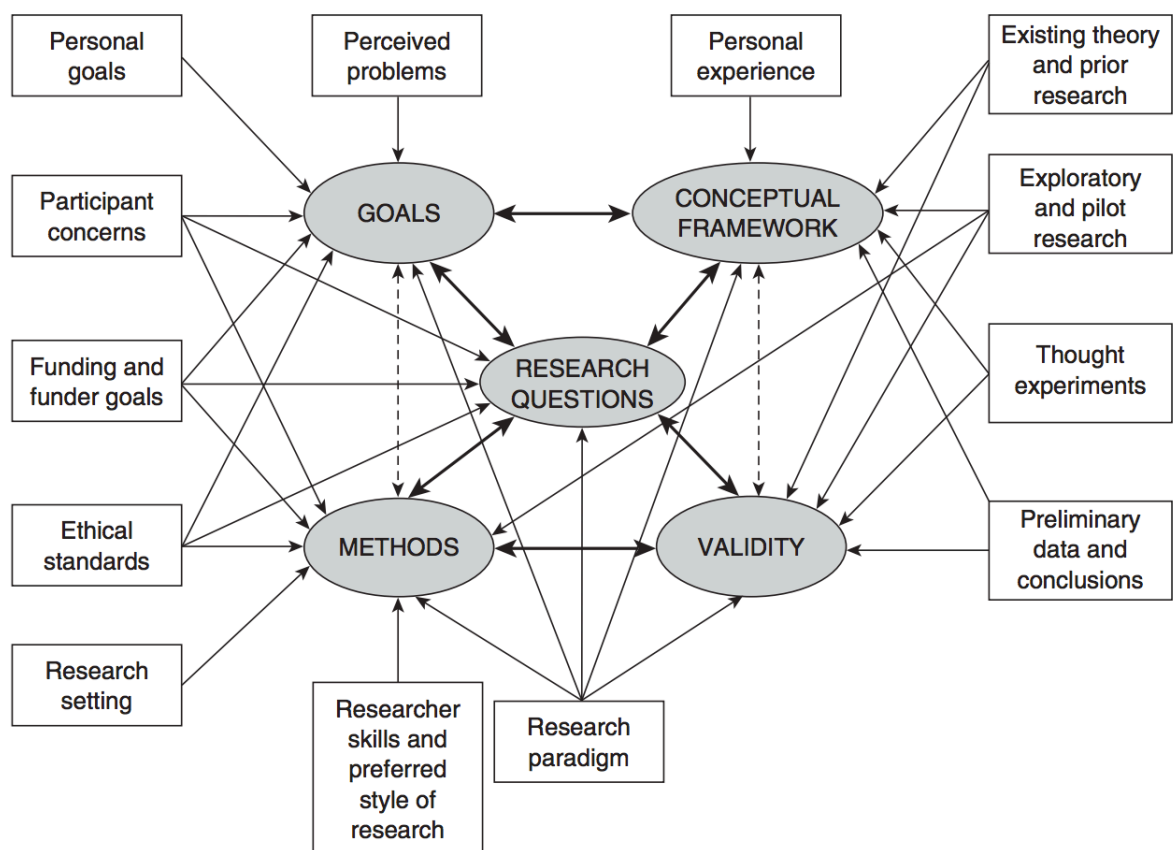 Personal
goals
Perceived
problems
Personal
experience
Existing theory
and prior
research
Participant
concerns
GOALS
CONCEPTUAL
FRAMEWORK
Exploratory
and pilot
research
Funding and
funder goals
RESEARCH
QUESTIONS
Thought
experiments
Ethical
standards
METHODS
VALIDITY
Preliminary
data and
conclusions
Research
setting
Researcher
skills and
preferred
style of
research
Research
paradigm